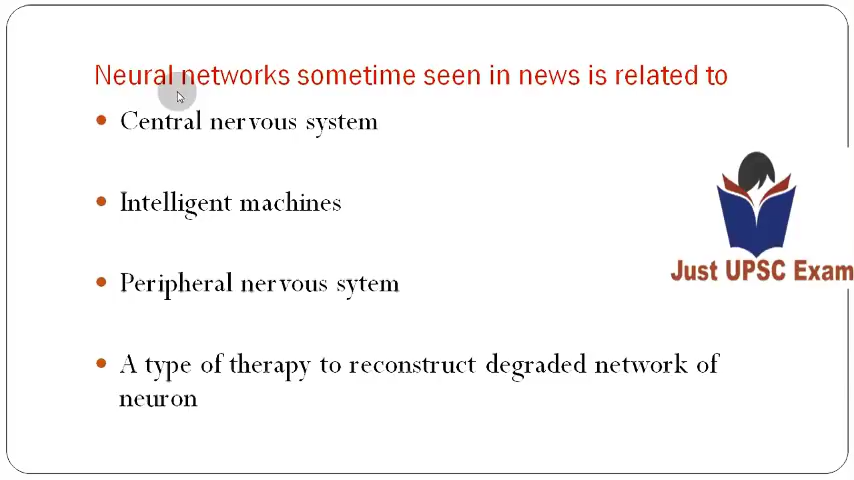 Neural networks sometime seen in news is related to
Central nervous system
Intelligent machines
Just UPSC Exam
Peripheral nervous sytem
A type of therapy to reconstruct degraded network of
neuron